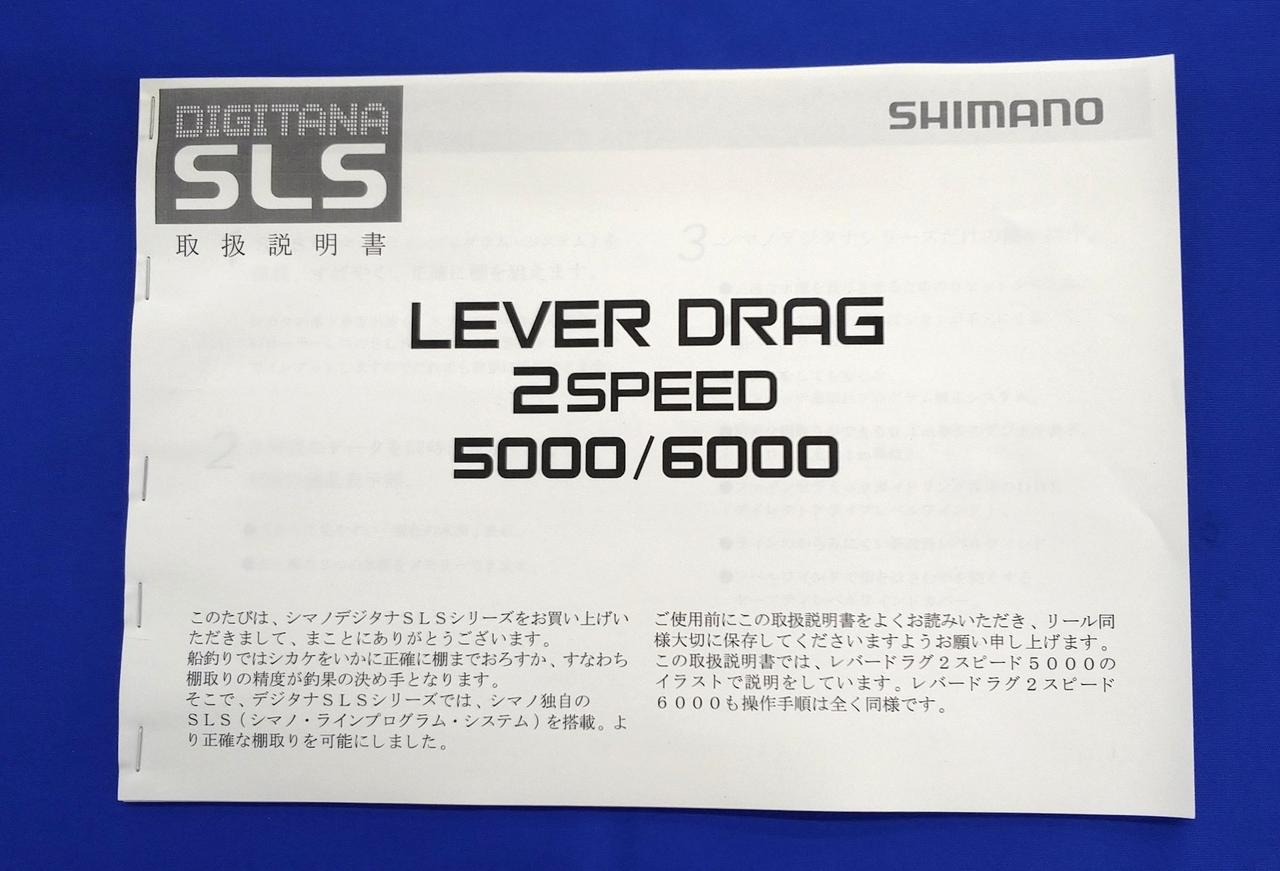 DIGITANA
SLS
SHIMANO
取扱説明書
LEVER DRAG
2SPEED
5000/6000
このたびは、シマノデジタナSLSシリーズをお買い上げい
ただきまして、まことにありがとうございます。
船釣りではシカケをいかに正確に棚までおろすか、すなわち
棚取りの精度が釣果の決め手となります。
そこで、デジタナSLSシリーズでは、シマノ独自の
SLS(シマノ・ラインプログラム・システム)を搭載。よ
り正確な棚取りを可能にしました。
ご使用前にこの取扱説明書をよくお読みいただき、リール同
様大切に保存してくださいますようお願い申し上げます。
この取扱説明書では、レバードラグ2スピード5000の
イラストで説明をしています。レバードラグ2スピード
6000も操作手順は全く同様です。